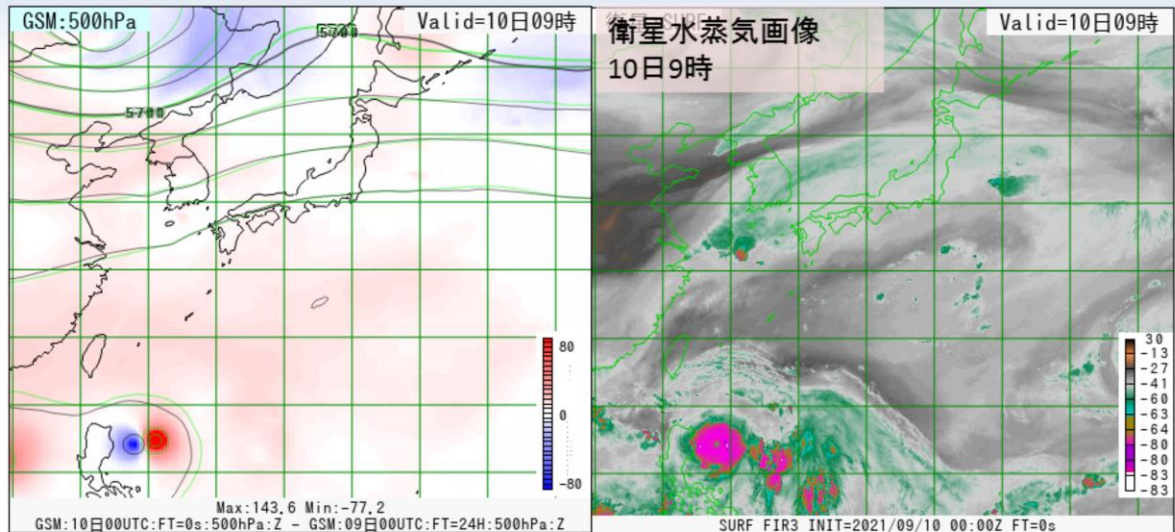 GSM:500hPa
Valid=10日09時
5700
5700
80
0
-80
Max:143.6 Min:-77.2
GSM:10日00UTC:FT=0s:500hPa:Z - GSM:09日00UTC:FT=24H:500hPa:Z
衛星水蒸気画像
10日9時
Valid=10日09時
30
-13
-27
-41
-60
-63
-64
-80
-83
-83
SURF FIR3 INIT=2021/09/10 00:00Z FT=0s